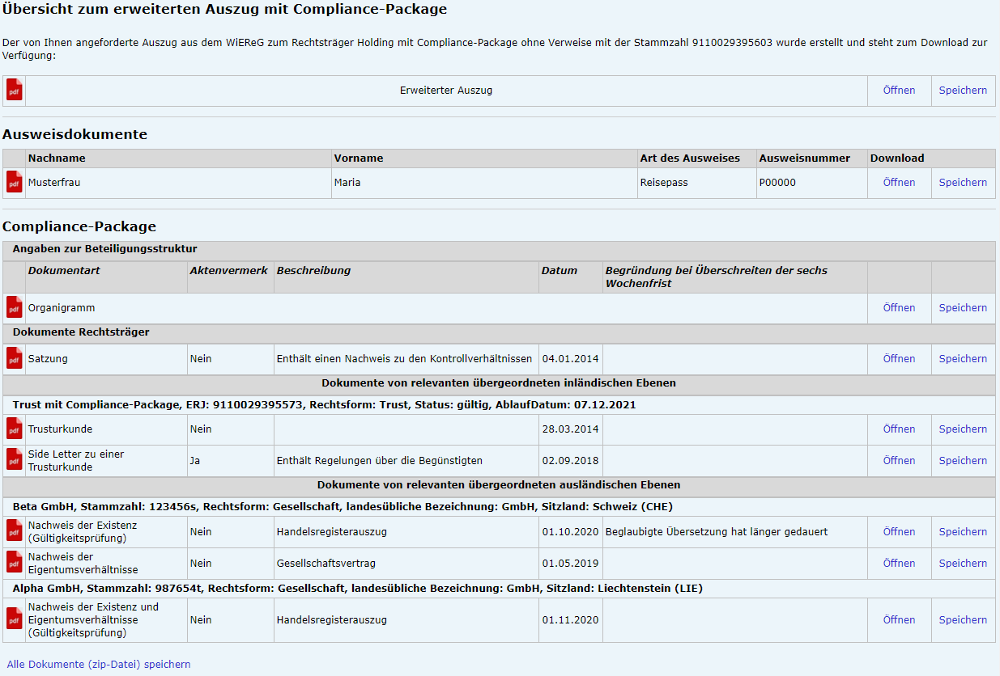 Übersicht zum erweiterten Auszug mit Compliance-Package
Der von Ihnen angeforderte Auszug aus dem WiEReG zum Rechtsträger Holding mit Compliance-Package ohne Verweise mit der Stammzahl 9110029395603 wurde erstellt und steht zum Download zur
Verfügung:
pdf Erweiterter Auszug Öffnen Speichern
Ausweisdokumente
Nachname Vorname Art des Ausweises Ausweisnummer Download
pdf Musterfrau Maria Reisepass P00000 Öffnen Speichern
Compliance-Package
Angaben zur Beteiligungsstruktur
Dokumentart Aktenvermerk Beschreibung Datum Begründung bei Überschreiten der sechs
Wochenfrist
pdf Organigramm Öffnen Speichern
Dokumente Rechtsträger
pdf Satzung Nein Enthält einen Nachweis zu den Kontrollverhältnissen 04.01.2014 Öffnen Speichern
Dokumente von relevanten übergeordneten inländischen Ebenen
Trust mit Compliance-Package, ERJ: 9110029395573, Rechtsform: Trust, Status: gültig, AblaufDatum: 07.12.2021
pdf Trusturkunde Nein 28.03.2014 Öffnen Speichern
Side Letter zu einer
pdf Trusturkunde Ja Enthält Regelungen über die Begünstigten 02.09.2018 Öffnen Speichern
Dokumente von relevanten übergeordneten ausländischen Ebenen
Beta GmbH, Stammzahl: 123456s, Rechtsform: Gesellschaft, landesübliche Bezeichnung: GmbH, Sitzland: Schweiz (CHE)
Nachweis der Existenz
pdf (Gültigkeitsprüfung) Nein Handelsregisterauszug 01.10.2020 Beglaubigte Übersetzung hat länger gedauert Öffnen Speichern
Nachweis der
pdf Eigentumsverhältnisse Nein Gesellschaftsvertrag 01.05.2019 Öffnen Speichern
Alpha GmbH, Stammzahl: 987654t, Rechtsform: Gesellschaft, landesübliche Bezeichnung: GmbH, Sitzland: Liechtenstein (LIE)
Nachweis der Existenz und
pdf Eigentumsverhältnisse Nein Handelsregisterauszug 01.11.2020 Öffnen Speichern
(Gültigkeitsprüfung)
Alle Dokumente (zip-Datei) speichern